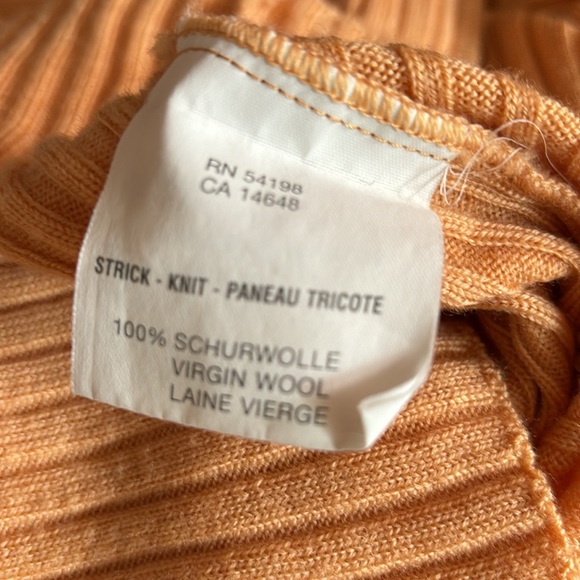 RN 54198
CA 14648
STRICK - KNIT - PANEAU TRICOTE
100% SCHURWOLLE
VIRGIN WOOL
LAINE VIERGE